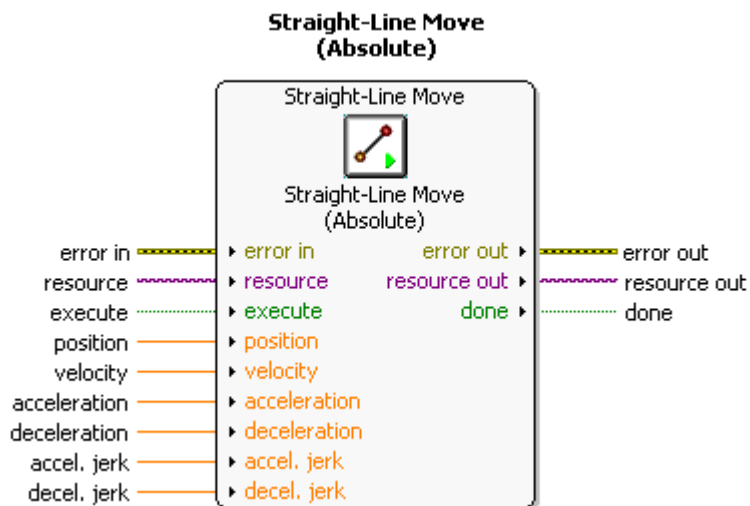 Straight-Line Move
(Absolute)
Straight-Line Move
Straight-Line Move
(Absolute)
error in error in error out error out
resource resource resource out resource out
execute execute done done
position position
velocity velocity
acceleration acceleration
deceleration deceleration
accel. jerk accel. jerk
decel. jerk decel. jerk